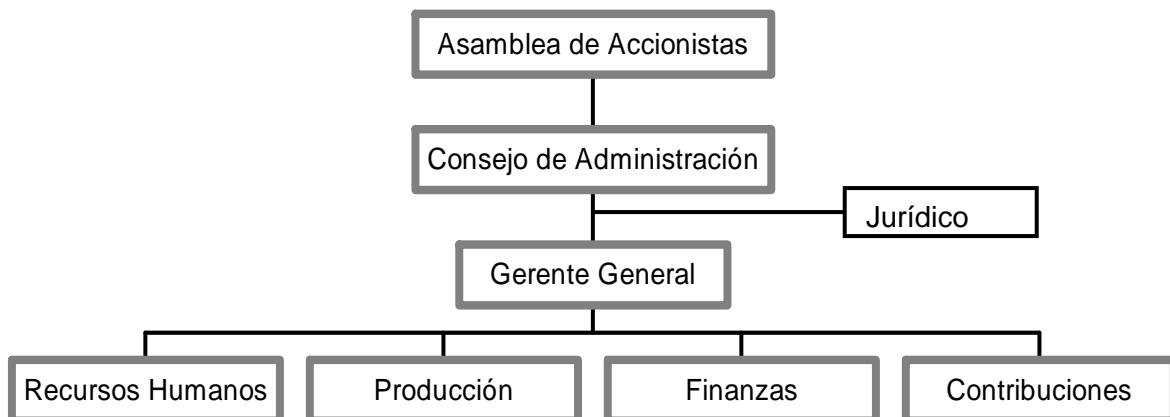 Asamblea de Accionistas
Consejo de Administración
Jurídico
Gerente General
Recursos Humanos
Producción
Finanzas
Contribuciones